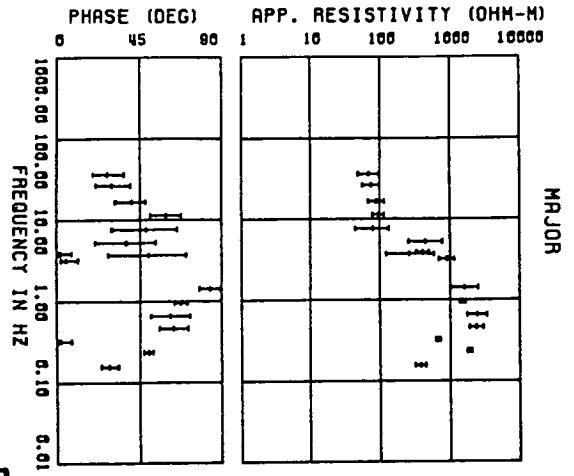 PHASE (DEG)
APP. RESISTIVITY (OHM-M)
0 45 90
1 10 100 1000 10000
MAJOR
1000.00
100.00
10.00
1.00
0.10
0.01
FREQUENCY IN HZ